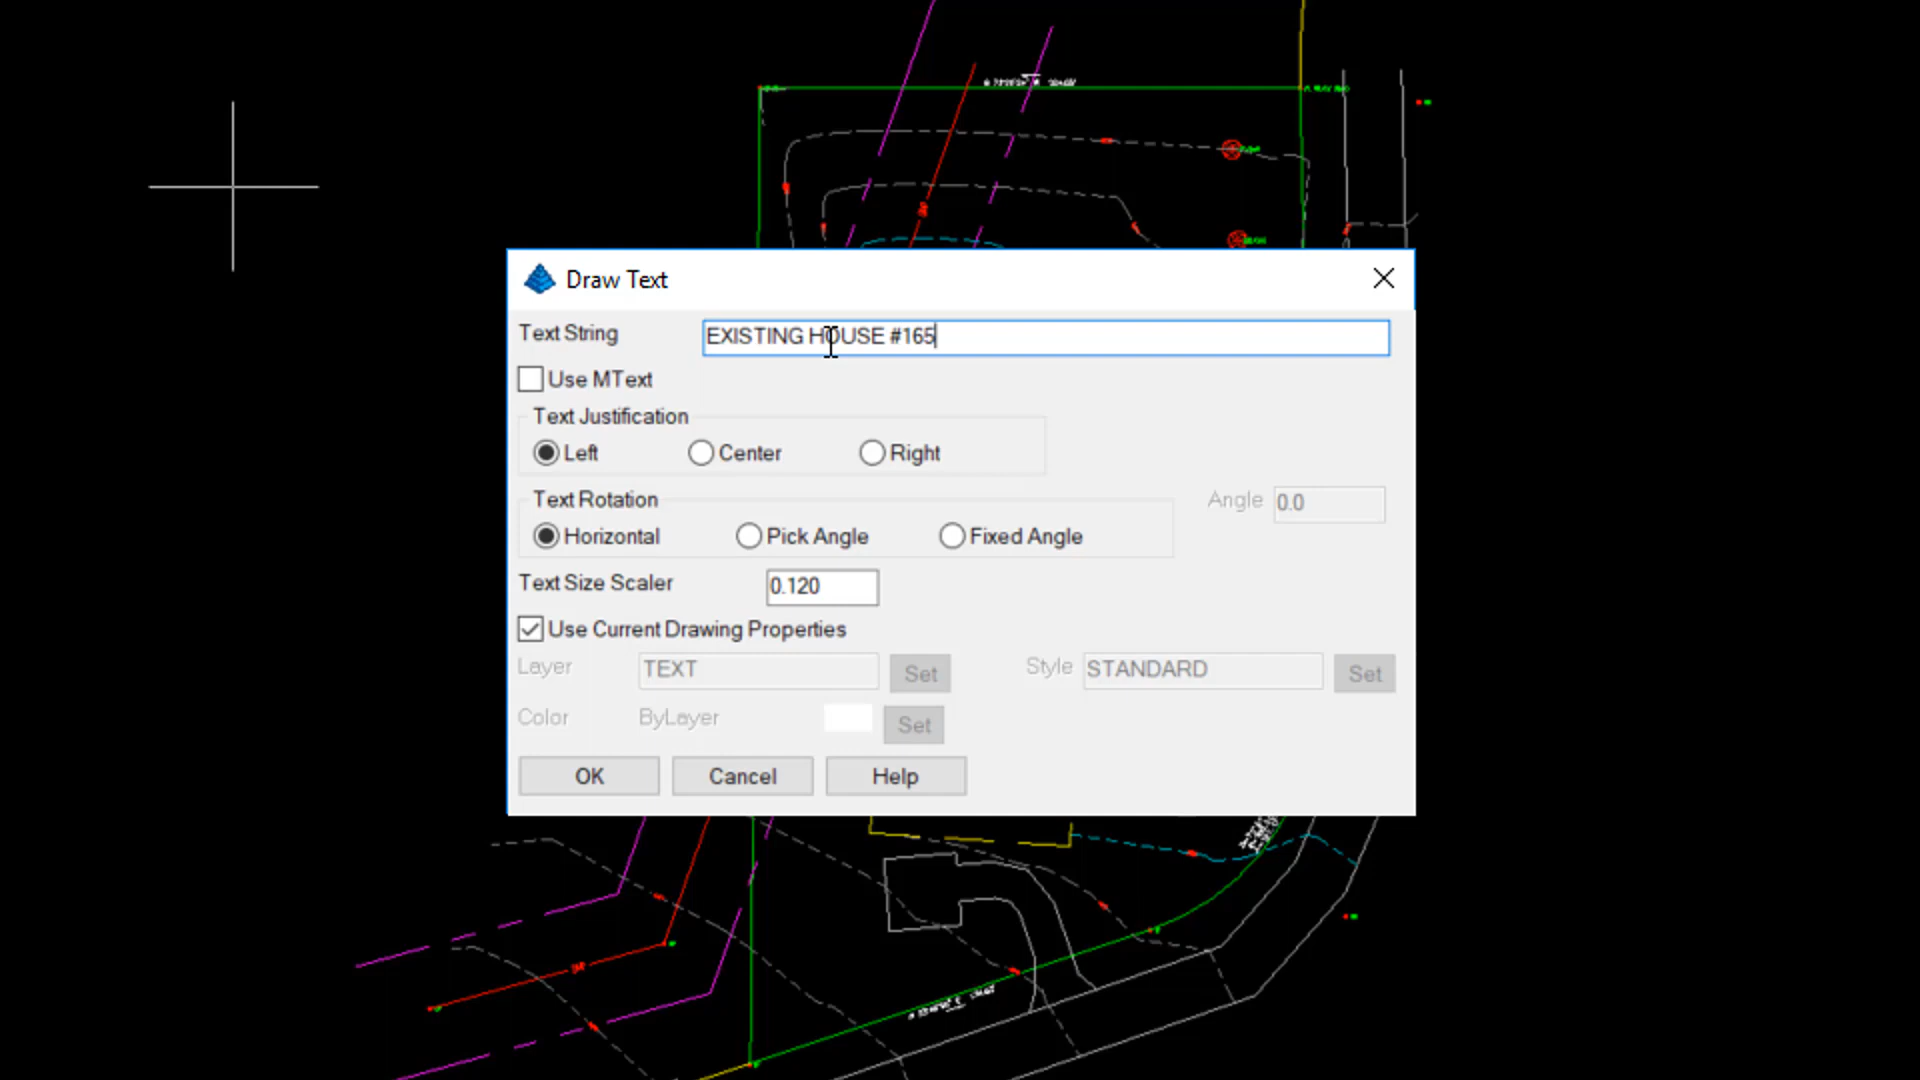 Draw Text
Text String EXISTING HOUSE #165
Use MText
Text Justification
Left Center Right
Text Rotation Angle 0.0
Horizontal Pick Angle Fixed Angle
Text Size Scaler 0.120
Use Current Drawing Properties
Layer TEXT Set Style STANDARD Set
Color ByLayer Set
OK Cancel Help